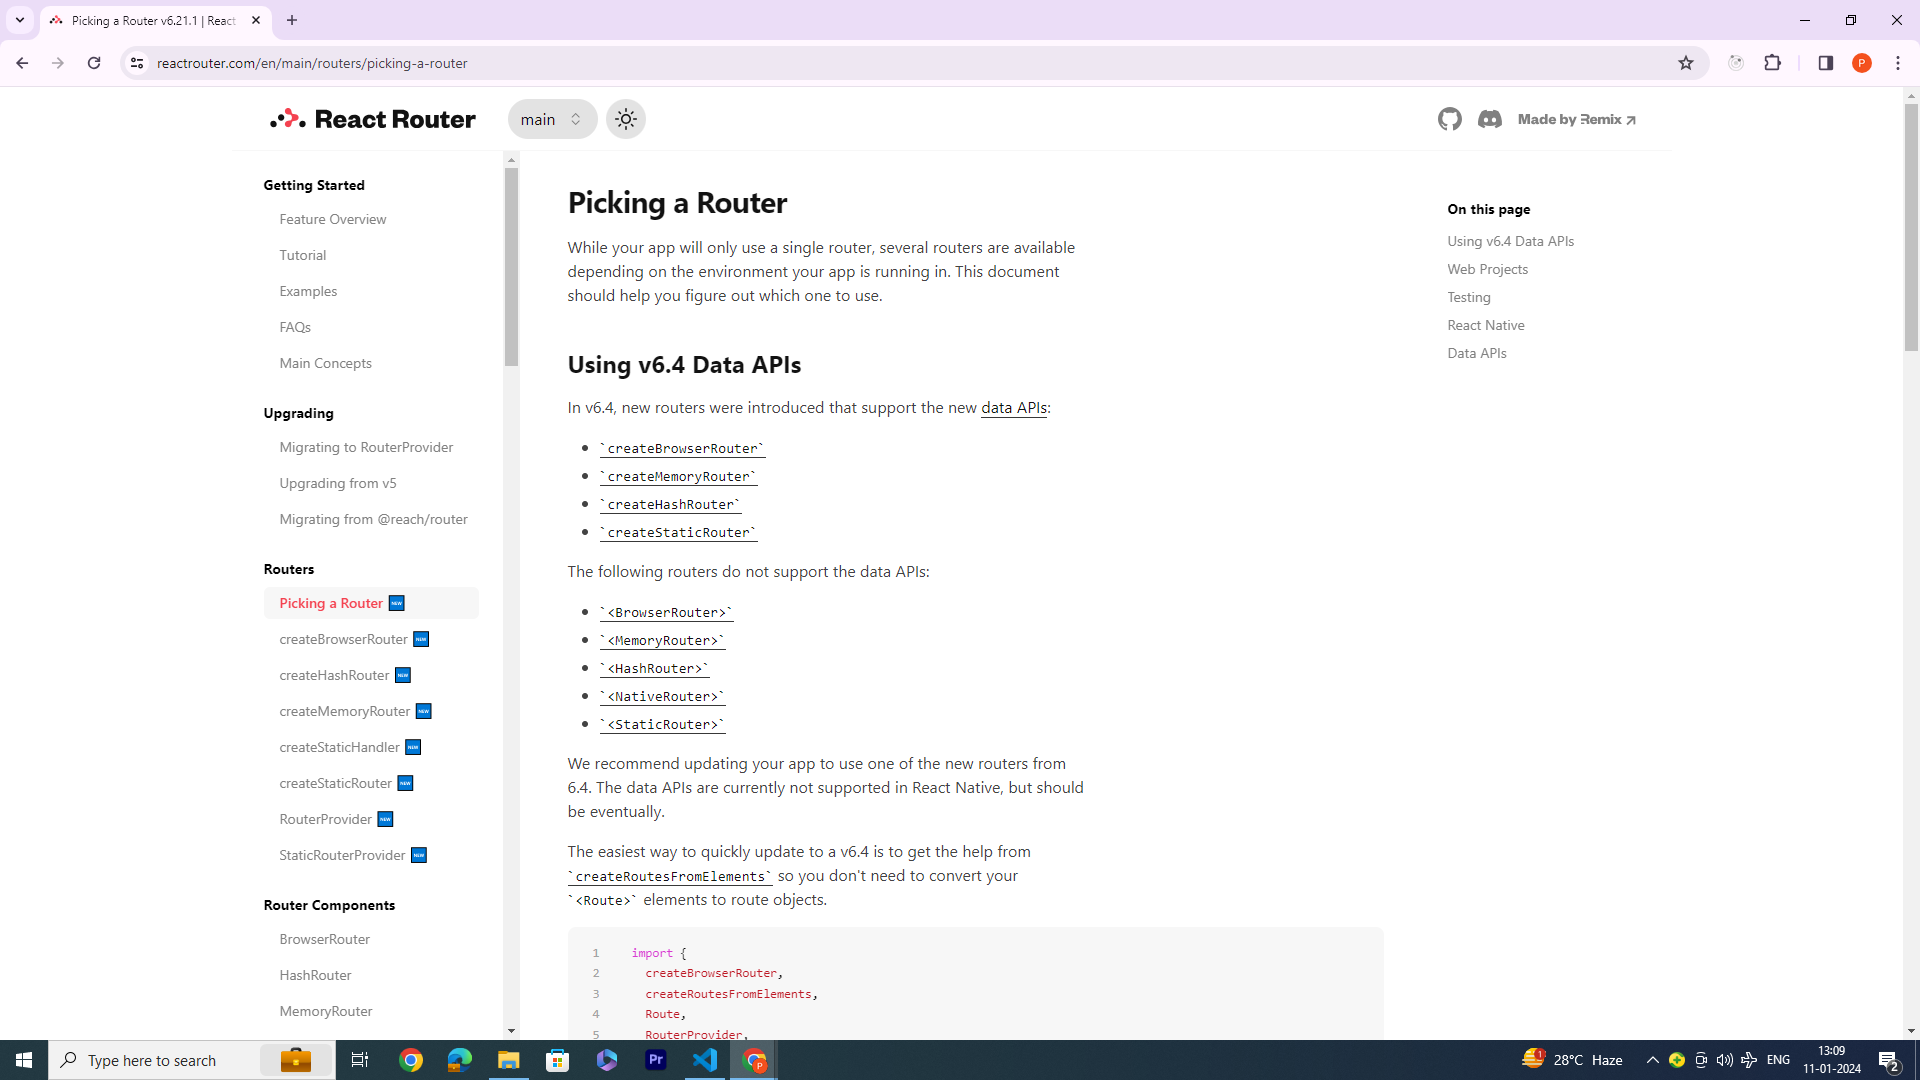 Picking a Router v6.21.1 | React
reactrouter.com/en/main/routers/picking-a-router
P
React Router
main
Made by Remix ↗
Getting Started
Feature Overview
Tutorial
Examples
FAQs
Main Concepts
Upgrading
Migrating to RouterProvider
Upgrading from v5
Migrating from @reach/router
Routers
Picking a Router NEW
createBrowserRouter NEW
createHashRouter NEW
createMemoryRouter NEW
createStaticHandler NEW
createStaticRouter NEW
RouterProvider NEW
StaticRouterProvider NEW
Router Components
BrowserRouter
HashRouter
MemoryRouter
Picking a Router
While your app will only use a single router, several routers are available
depending on the environment your app is running in. This document
should help you figure out which one to use.
Using v6.4 Data APIs
In v6.4, new routers were introduced that support the new data APIs:
• `createBrowserRouter`
• `createMemoryRouter`
• `createHashRouter`
• `createStaticRouter`
The following routers do not support the data APIs:
• `<BrowserRouter>`
• `<MemoryRouter>`
• `<HashRouter>`
• `<NativeRouter>`
• `<StaticRouter>`
We recommend updating your app to use one of the new routers from
6.4. The data APIs are currently not supported in React Native, but should
be eventually.
The easiest way to quickly update to a v6.4 is to get the help from
`createRoutesFromElements` so you don't need to convert your
`<Route>` elements to route objects.
1 import {
2 createBrowserRouter,
3 createRoutesFromElements,
4 Route,
5 RouterProvider,
On this page
Using v6.4 Data APIs
Web Projects
Testing
React Native
Data APIs
Type here to search
Pr
P
1
28°C Haze
ENG
13:09
11-01-2024
2